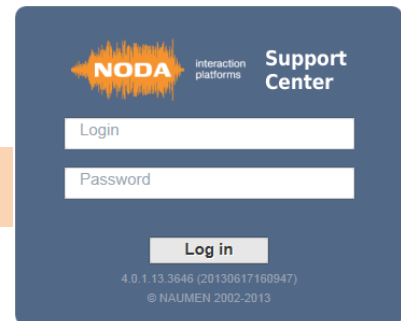 NODA interaction platforms Support Center
Login
Password
Log in
4.0.1.13.3646 (20130617160947)
© NAUMEN 2002-2013